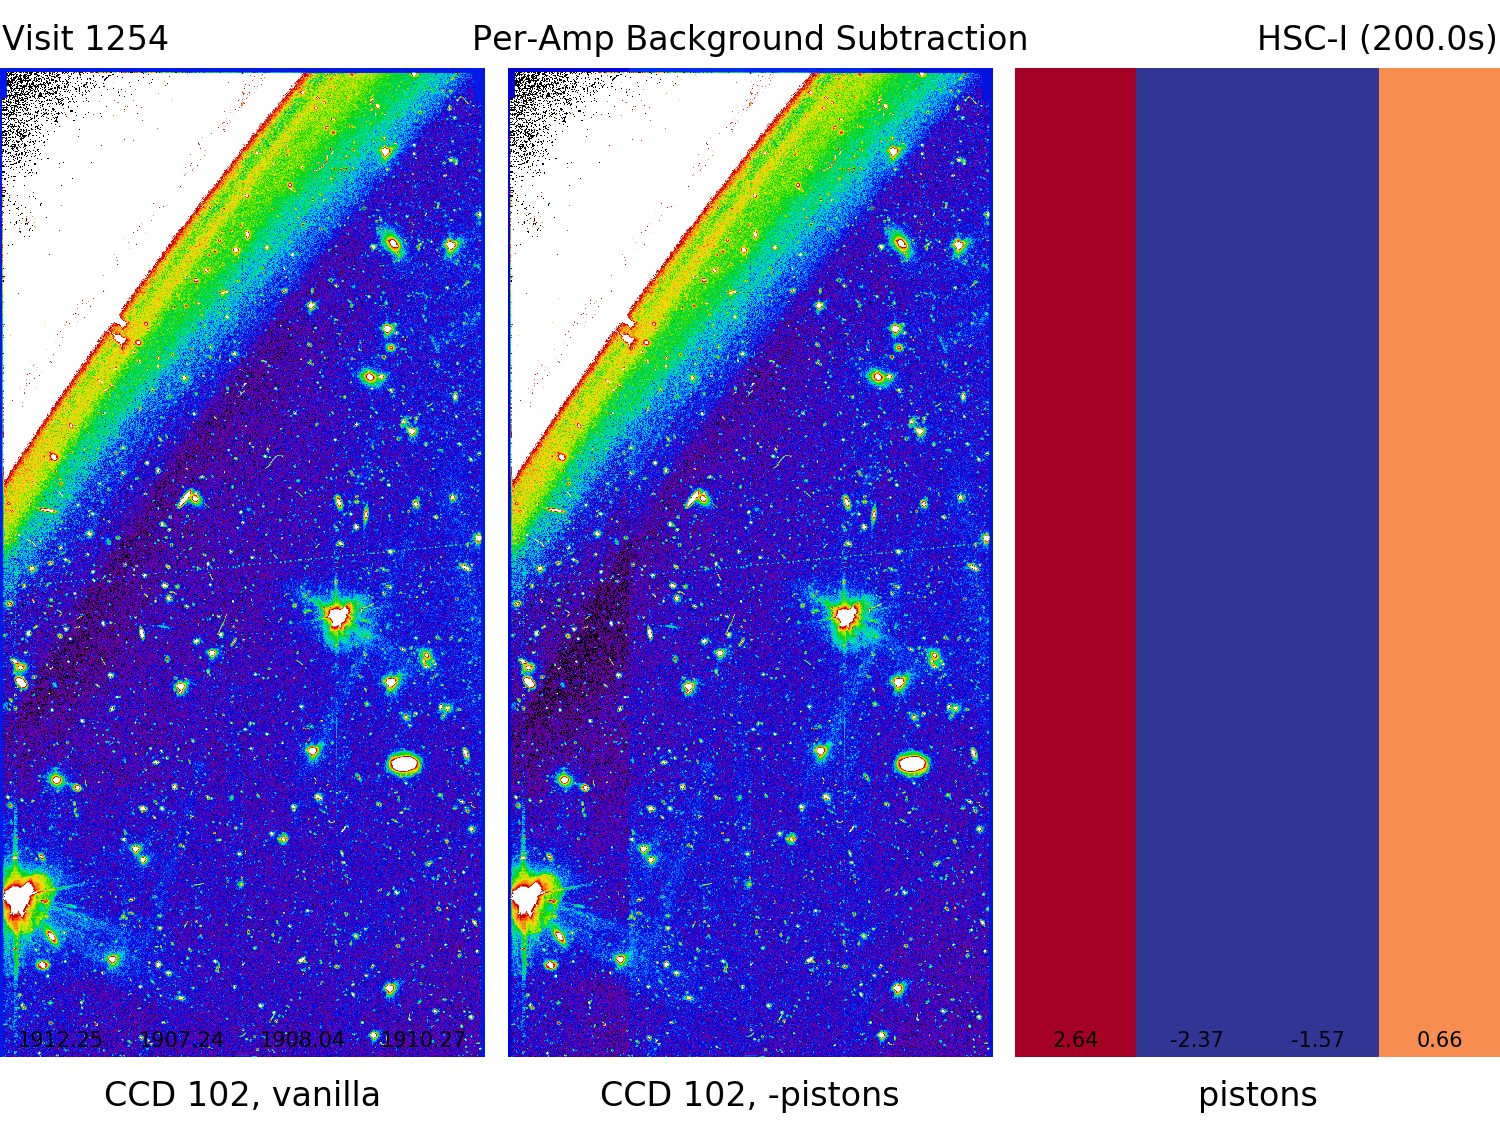 Visit 1254 Per-Amp Background Subtraction HSC-I (200.0s)
1912.25 1907.24 1908.04 1910.27 2.64 -2.37 -1.57 0.66
CCD 102, vanilla CCD 102, -pistons pistons